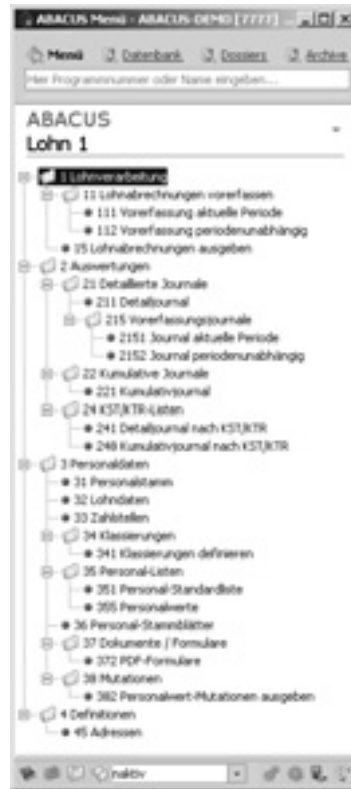 ABACUS Menü - ABACUS-DEMO [7777]
Menü Datenbank Dossiers Archive
Hier Programmnummer oder Name eingeben...
ABACUS
Lohn 1
1 Lohnverarbeitung
11 Lohnabrechnungen vorerfassen
111 Vorerfassung aktuelle Periode
112 Vorerfassung periodenunabhängig
15 Lohnabrechnungen ausgeben
2 Auswertungen
21 Detaillierte Journale
211 Detailjournal
215 Vorerfassungsjournale
2151 Journal aktuelle Periode
2152 Journal periodenunabhängig
22 Kumulative Journale
221 Kumulativjournal
24 KST/KTR-Listen
241 Detailjournal nach KST/KTR
248 Kumulativjournal nach KST/KTR
3 Personaldaten
31 Personalstamm
32 Lohndaten
33 Zahlstellen
34 Klassierungen
341 Klassierungen definieren
35 Personal-Listen
351 Personal-Standardliste
355 Personalwerte
36 Personal-Stammblätter
37 Dokumente / Formulare
372 PDF-Formulare
38 Mutationen
382 Personalwert-Mutationen ausgeben
4 Definitionen
45 Adressen
naktiv